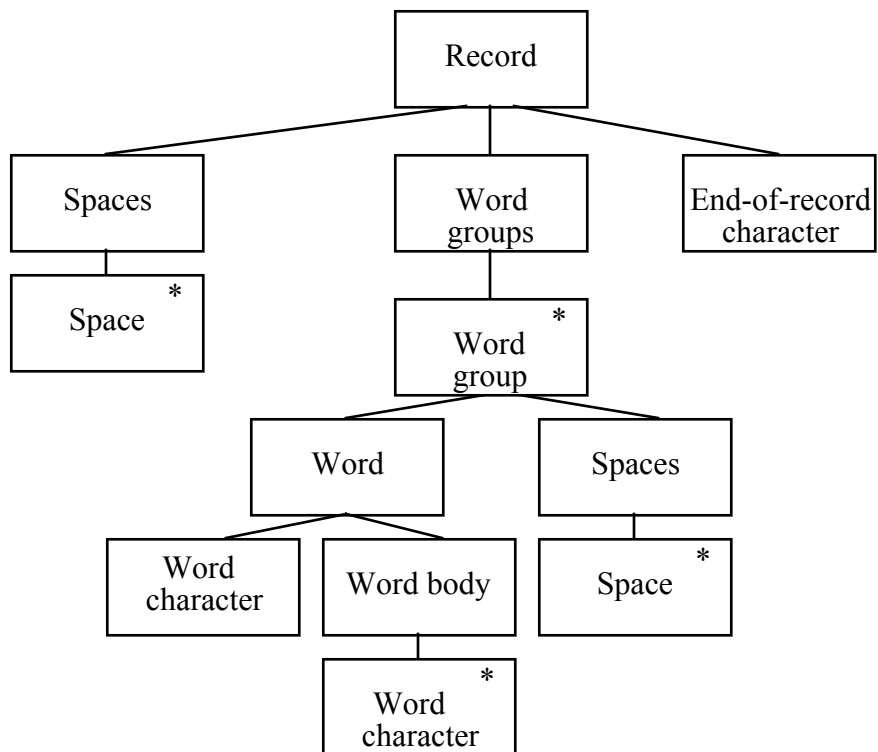 Record
Spaces
Word
groups
End-of-record
character
*
Space
*
Word
group
Word
Spaces
Word
character
Word body
*
Space
*
Word
character